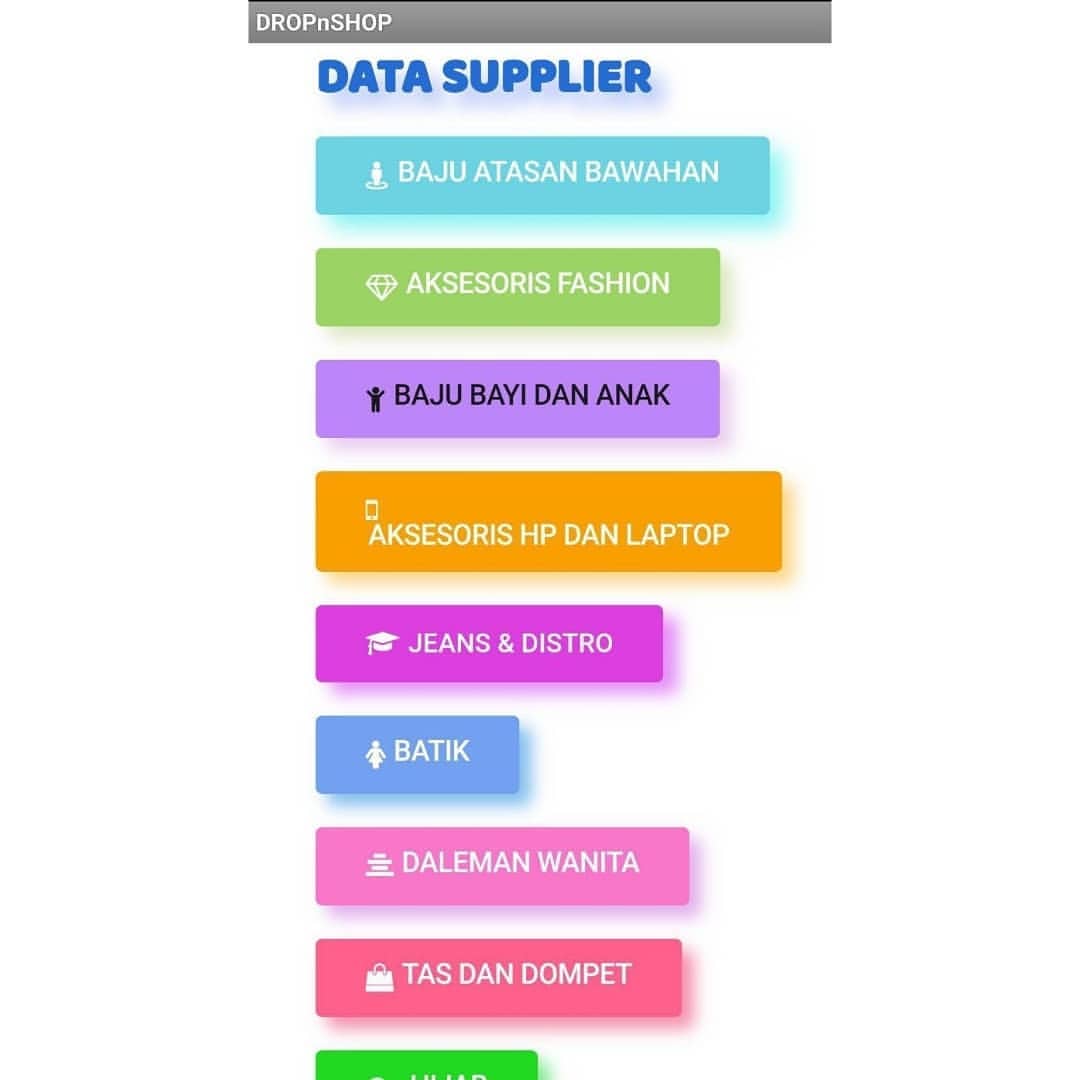 DROPnSHOP
DATA SUPPLIER
BAJU ATASAN BAWAHAN
AKSESORIS FASHION
BAJU BAYI DAN ANAK
AKSESORIS HP DAN LAPTOP
JEANS & DISTRO
BATIK
DALEMAN WANITA
TAS DAN DOMPET